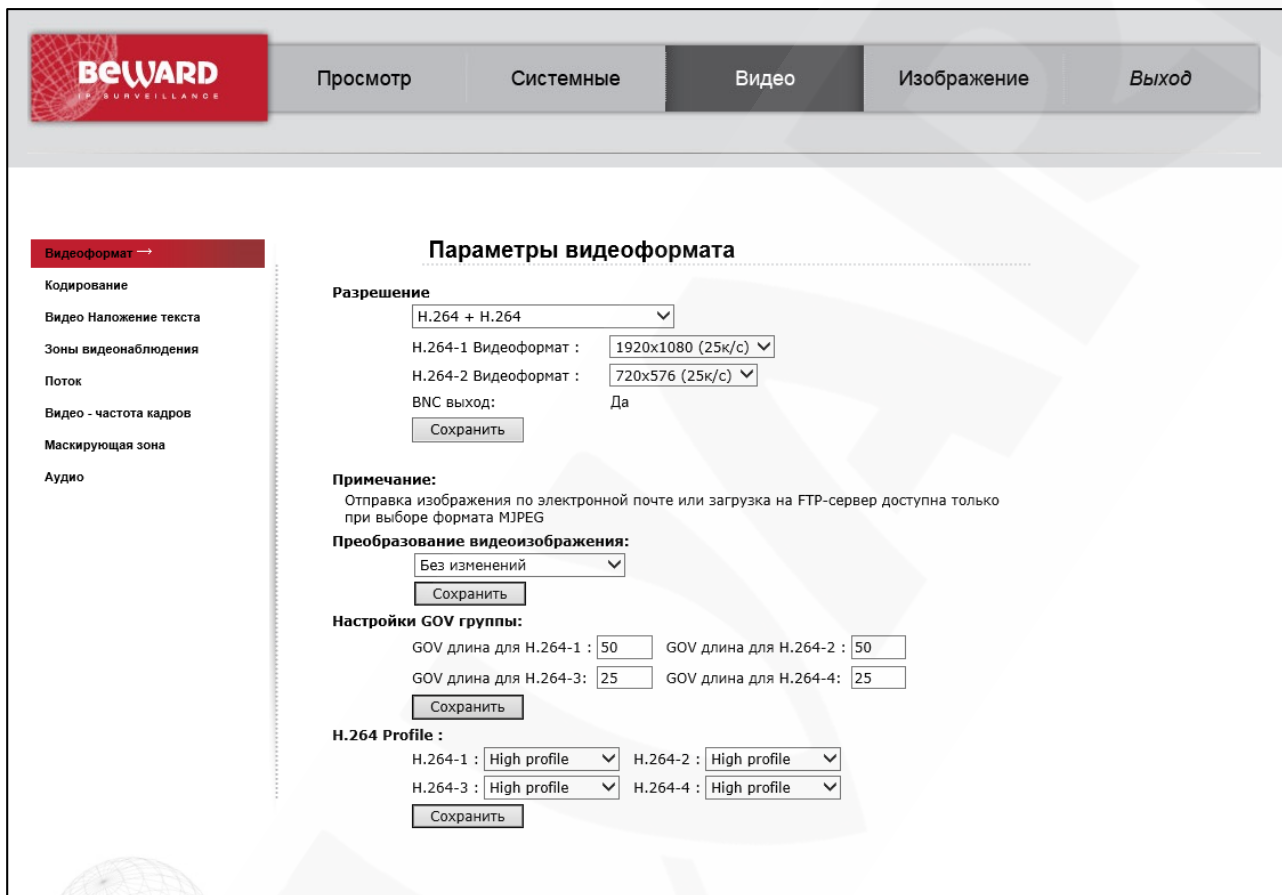 BEWARD
IP SURVEILLANCE
Просмотр
Системные
Видео
Изображение
Выход
Видеоформат →
Кодирование
Видео Наложение текста
Зоны видеонаблюдения
Поток
Видео - частота кадров
Маскирующая зона
Аудио
Параметры видеоформата
Разрешение
H.264 + H.264
H.264-1 Видеоформат : 1920x1080 (25к/с)
H.264-2 Видеоформат : 720x576 (25к/с)
BNC выход: Да
Сохранить
Примечание:
Отправка изображения по электронной почте или загрузка на FTP-сервер доступна только
при выборе формата MJPEG
Преобразование видеоизображения:
Без изменений
Сохранить
Настройки GOV группы:
GOV длина для H.264-1 : 50 GOV длина для H.264-2 : 50
GOV длина для H.264-3: 25 GOV длина для H.264-4: 25
Сохранить
H.264 Profile :
H.264-1 : High profile H.264-2 : High profile
H.264-3 : High profile H.264-4 : High profile
Сохранить